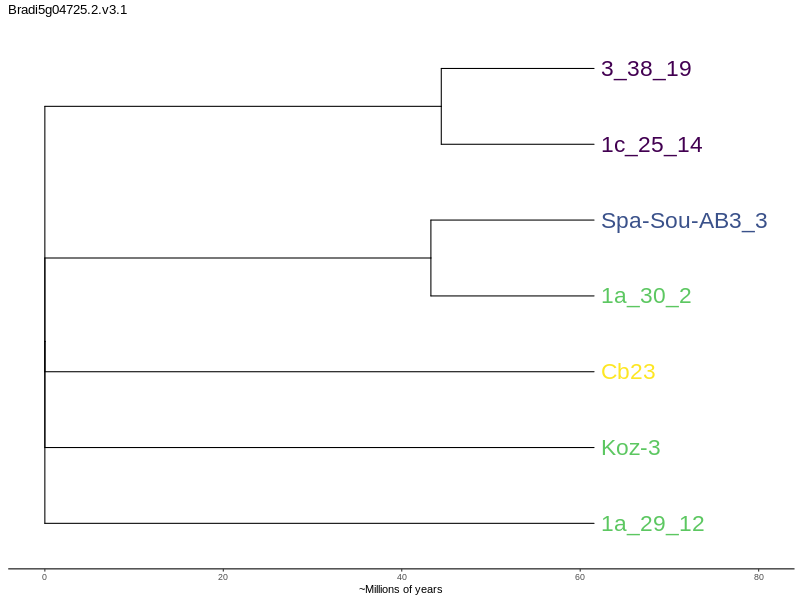 Bradi5g04725.2.v3.1
3_38_19
1c_25_14
Spa-Sou-AB3_3
1a_30_2
Cb23
Koz-3
1a_29_12
0 20 40 60 80
~Millions of years